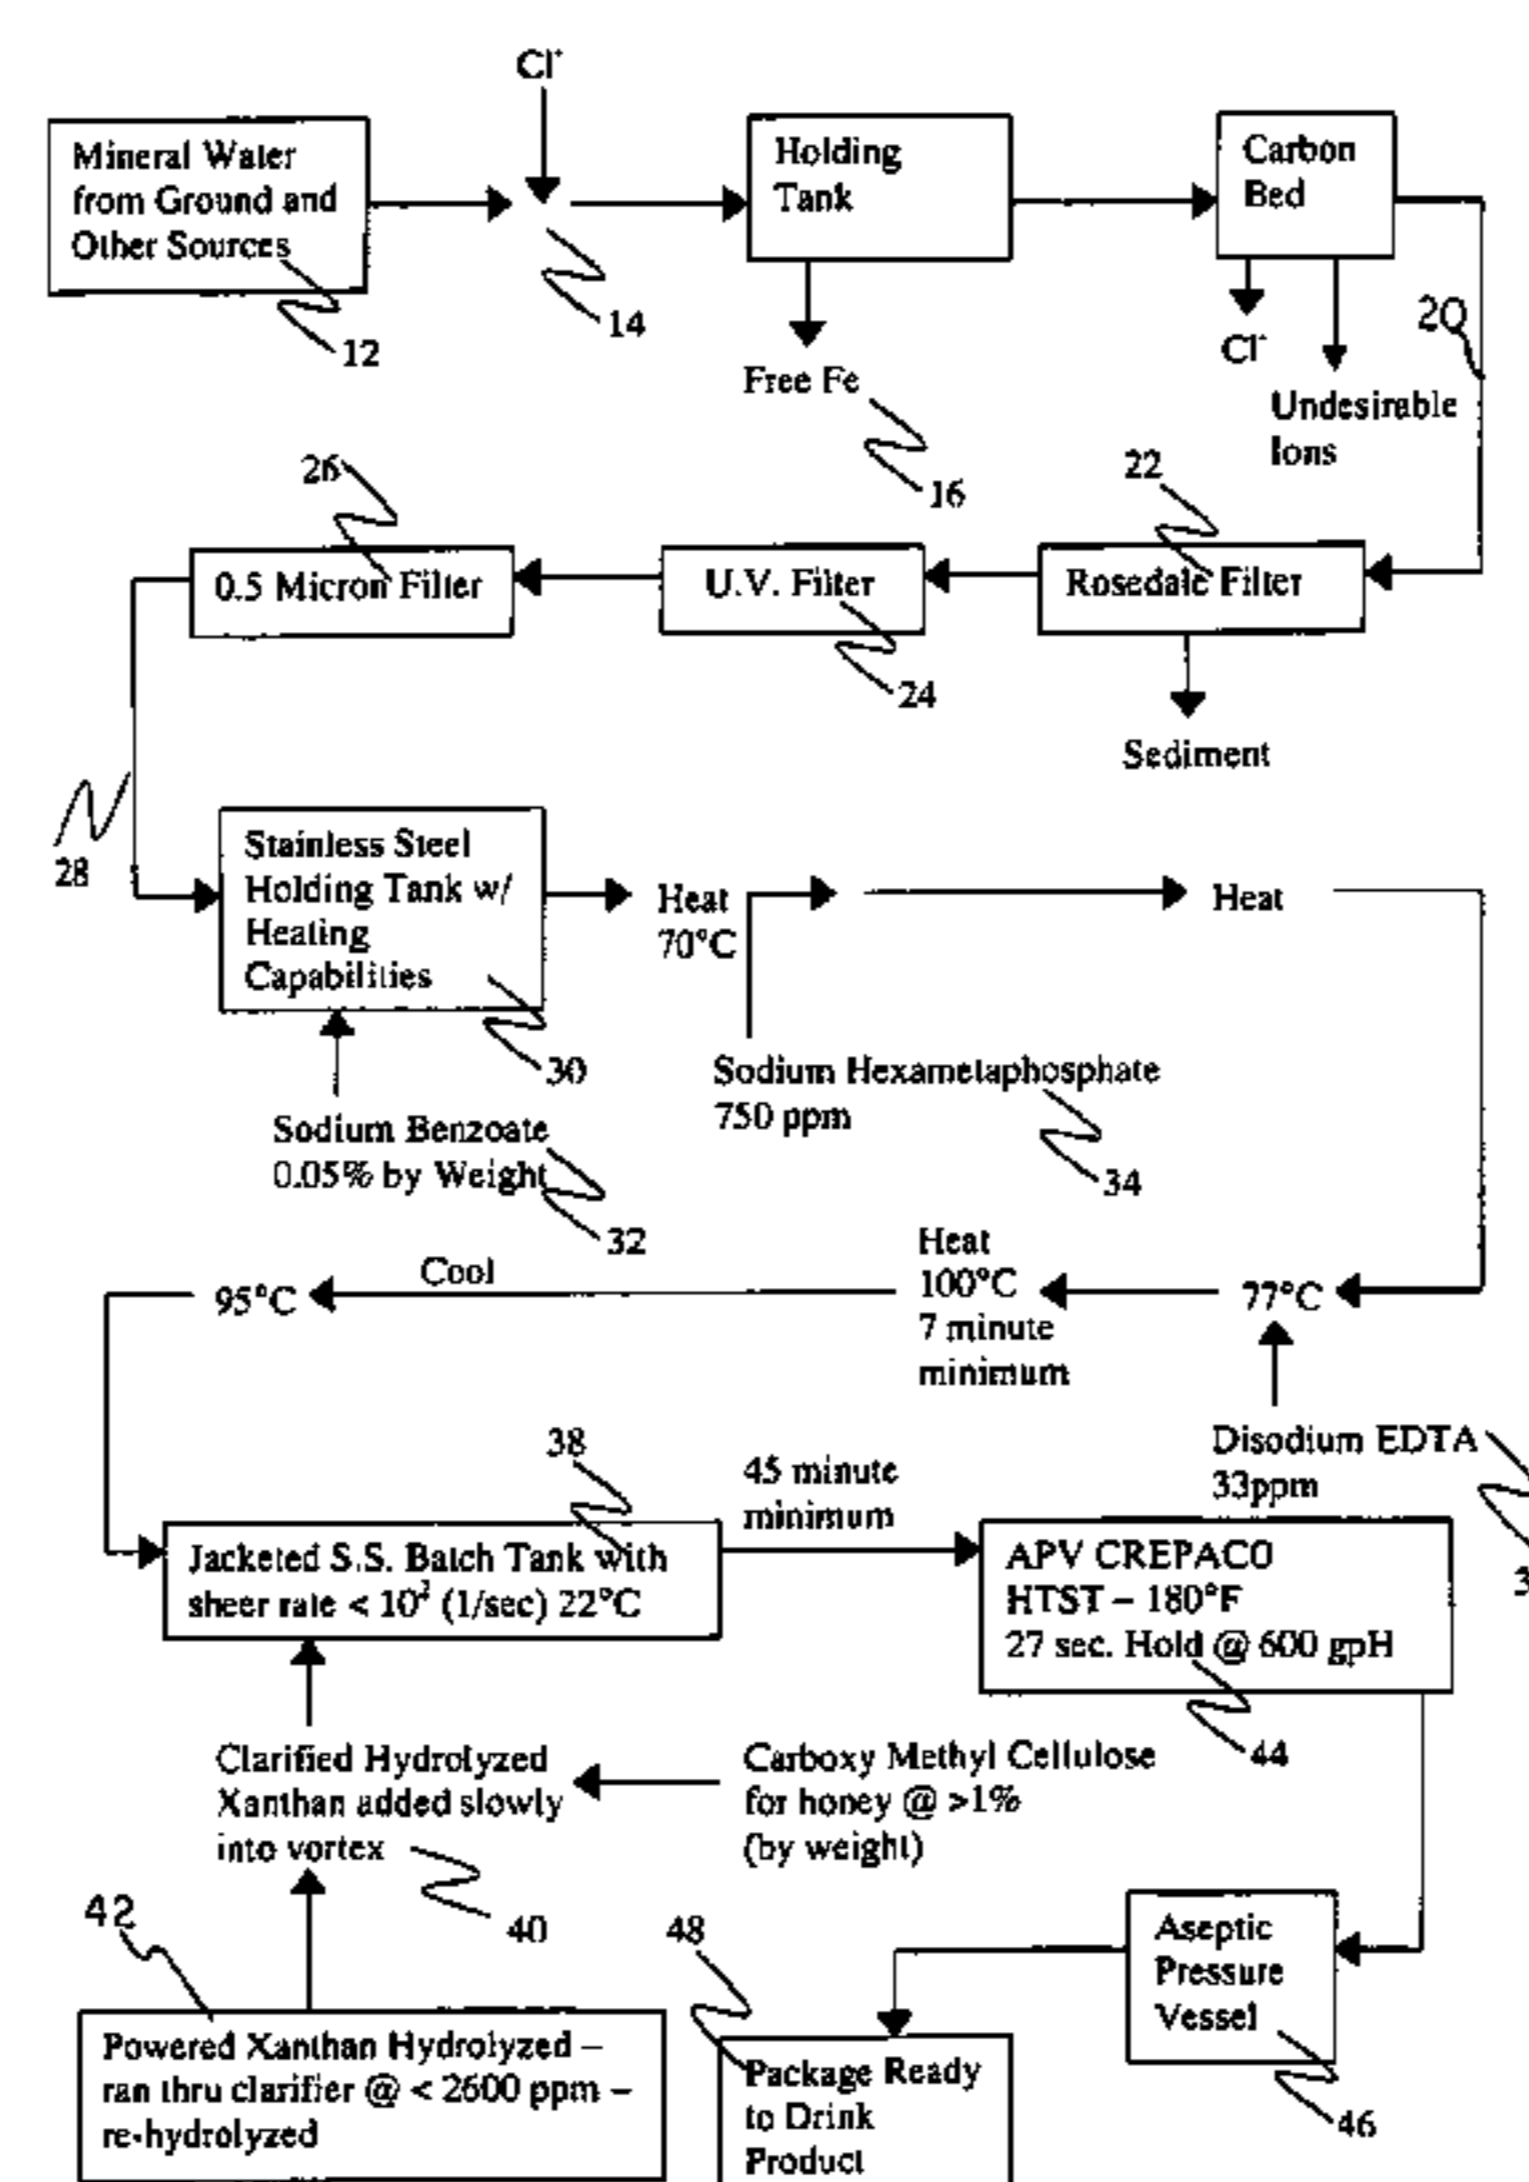 Cl⁻
Mineral Water
from Ground and
Other Sources
12
14
Holding
Tank
Free Fe
16
Carbon
Bed
Cl⁻
Undesirable
Ions
20
22
Rosedale Filter
Sediment
U.V. Filter
24
26
0.5 Micron Filter
28
Stainless Steel
Holding Tank w/
Heating
Capabilities
30
Sodium Benzoate
0.05% by Weight
32
Heat
70°C
Sodium Hexametaphosphate
750 ppm
34
Heat
77°C
Disodium EDTA
33ppm
3
Heat
100°C
7 minute
minimum
Cool
95°C
38
Jacketed S.S. Batch Tank with
sheer rate < 10² (1/sec) 22°C
45 minute
minimum
APV CREPACO
HTST – 180°F
27 sec. Hold @ 600 gpH
44
Clarified Hydrolyzed
Xanthan added slowly
into vortex
40
Carboxy Methyl Cellulose
for honey @ >1%
(by weight)
42
Powered Xanthan Hydrolyzed –
ran thru clarifier @ < 2600 ppm –
re-hydrolyzed
Aseptic
Pressure
Vessel
46
48
Package Ready
to Drink
Product